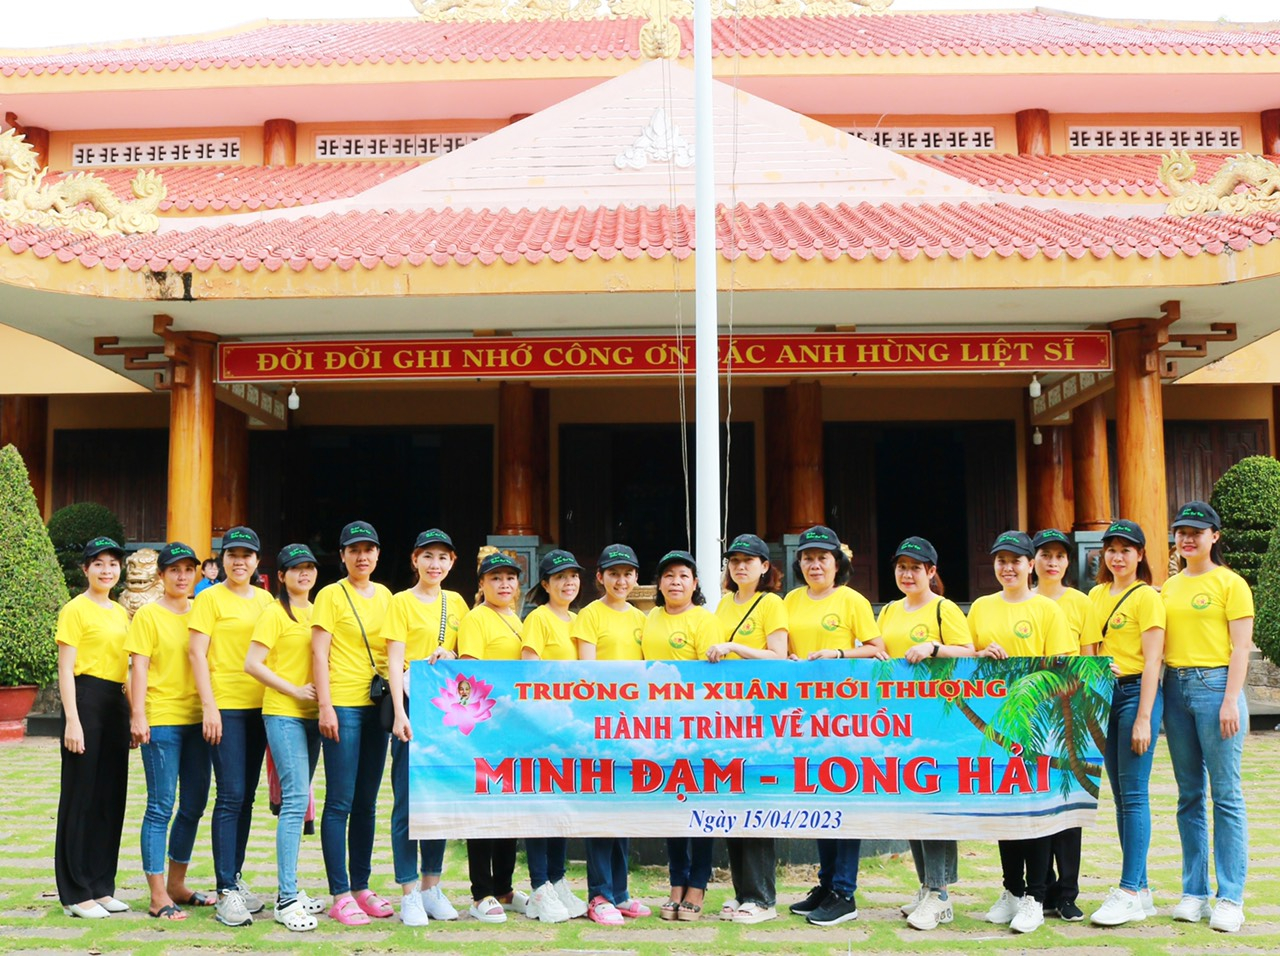 ĐỜI ĐỜI GHI NHỚ CÔNG ƠN CÁC ANH HÙNG LIỆT SĨ
TRƯỜNG MN XUÂN THỚI THƯỢNG
HÀNH TRÌNH VỀ NGUỒN
MINH ĐẠM - LONG HẢI
Ngày 15/04/2023